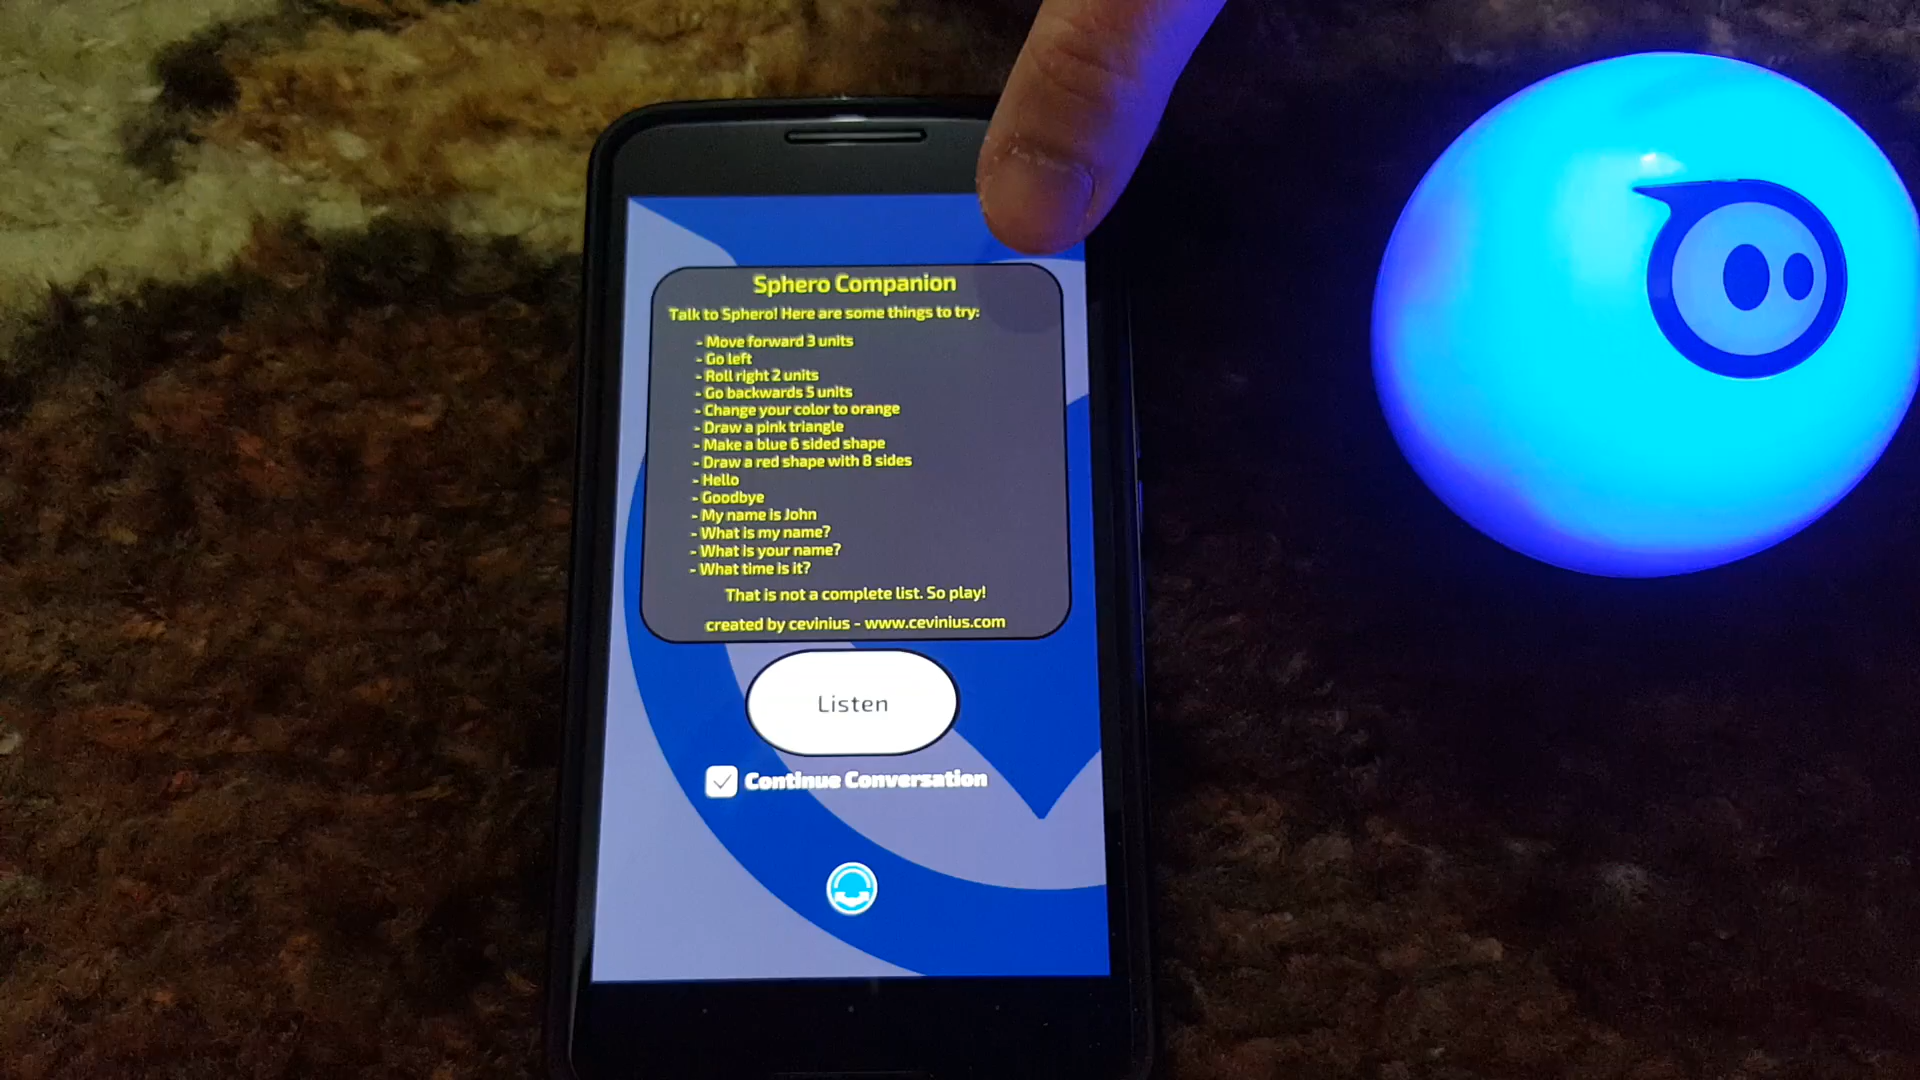 Sphero Companion
Talk to Sphero! Here are some things to try:
- Move forward 3 units
- Go left
- Roll right 2 units
- Go backwards 5 units
- Change your color to orange
- Draw a pink triangle
- Make a blue 6 sided shape
- Draw a red shape with 8 sides
- Hello
- Goodbye
- My name is John
- What is my name?
- What is your name?
- What time is it?
That is not a complete list. So play!
created by cevinius - www.cevinius.com
Listen
Continue Conversation